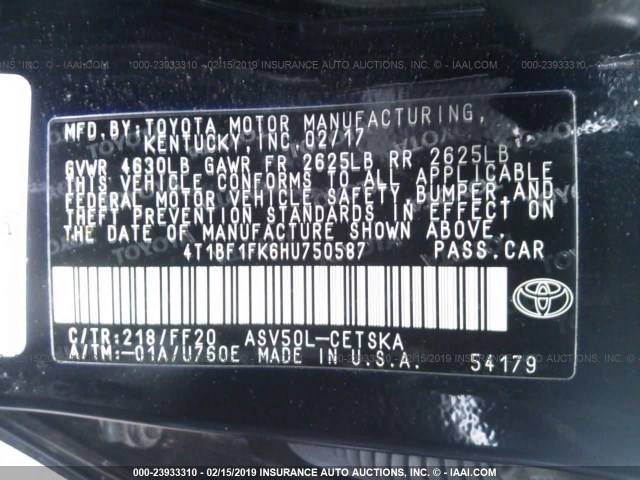 000-23933310 - 02/15/2019 INSURANCE AUTO AUCTIONS - © IAAI.COM
MFD. BY: TOYOTA MOTOR MANUFACTURING,
KENTUCKY, INC. 02/17
GVWR 4630LB GAWR FR 2625LB RR 2625LB
THIS VEHICLE CONFORMS TO ALL APPLICABLE
FEDERAL MOTOR VEHICLE SAFETY, BUMPER, AND
THEFT PREVENTION STANDARDS IN EFFECT ON
THE DATE OF MANUFACTURE SHOWN ABOVE.
4T1BF1FK6HU750587 PASS. CAR
C/TR: 218/FF20 ASV50L-CETSKA
A/TM: -01A/U760E MADE IN U.S.A. 54179
000-23933310 - 02/15/2019 INSURANCE AUTO AUCTIONS - © IAAI.COM